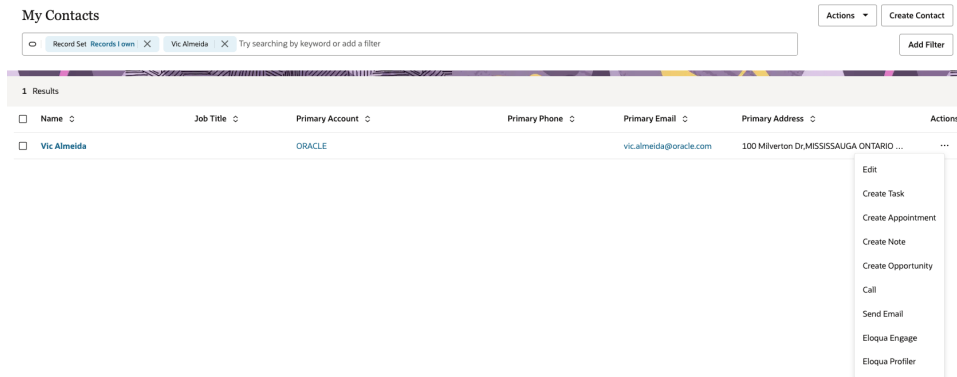 My Contacts
Actions
Create Contact
Record Set Records I own
Vic Almeida
Try searching by keyword or add a filter
Add Filter
1 Results
Name Job Title Primary Account Primary Phone Primary Email Primary Address Actions
Vic Almeida ORACLE vic.almeida@oracle.com 100 Milverton Dr,MISSISSAUGA ONTARIO ... ...
Edit
Create Task
Create Appointment
Create Note
Create Opportunity
Call
Send Email
Eloqua Engage
Eloqua Profiler